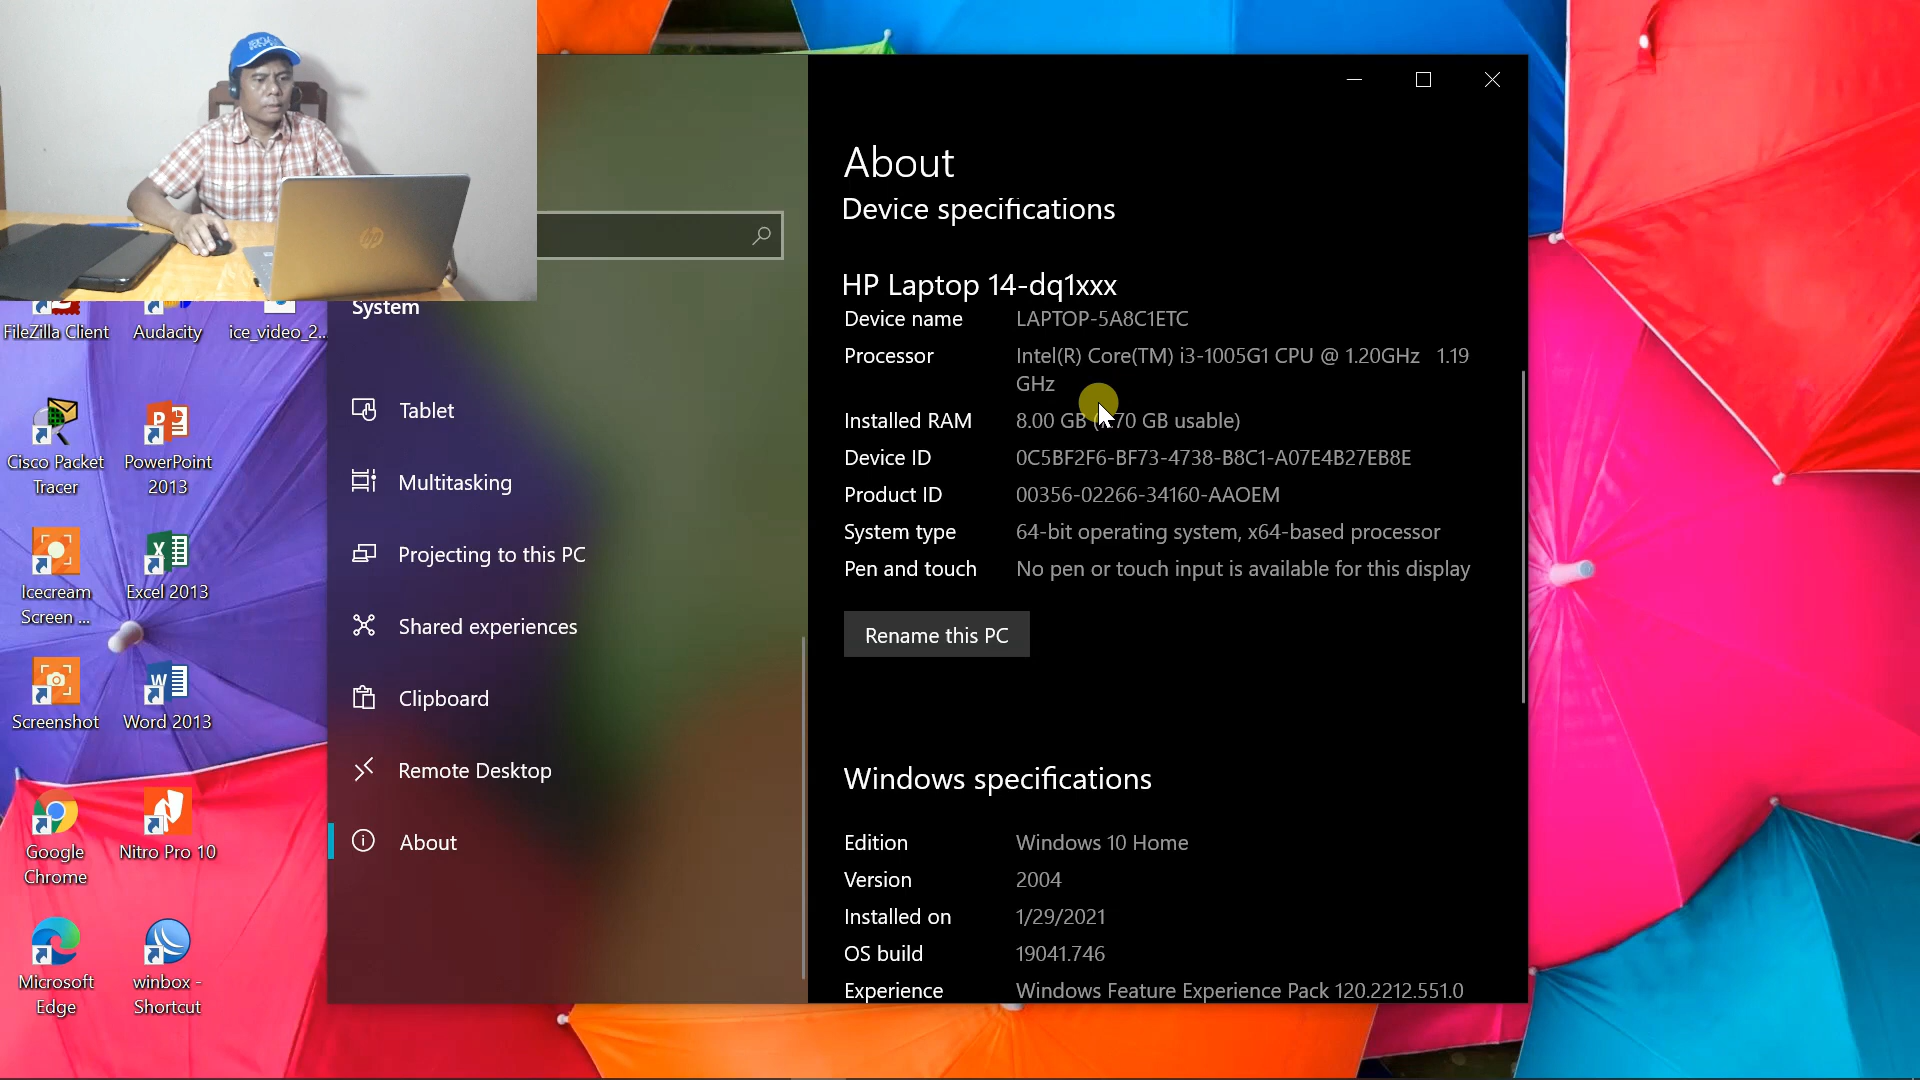 hp
About
Device specifications
HP Laptop 14-dq1xxx
Device name LAPTOP-5A8C1ETC
Processor Intel(R) Core(TM) i3-1005G1 CPU @ 1.20GHz 1.19
GHz
Installed RAM 8.00 GB 70 GB usable)
Device ID 0C5BF2F6-BF73-4738-B8C1-A07E4B27EB8E
Product ID 00356-02266-34160-AAOEM
System type 64-bit operating system, x64-based processor
Pen and touch No pen or touch input is available for this display
Rename this PC
Windows specifications
Edition Windows 10 Home
Version 2004
Installed on 1/29/2021
OS build 19041.746
Experience Windows Feature Experience Pack 120.2212.551.0
System
Tablet
Multitasking
Projecting to this PC
Shared experiences
Clipboard
Remote Desktop
About
FileZilla Client
Audacity
ice_video_2...
Cisco Packet
Tracer
PowerPoint
2013
Icecream
Screen ...
Excel 2013
Screenshot
Word 2013
Google
Chrome
Nitro Pro 10
Microsoft
Edge
winbox -
Shortcut